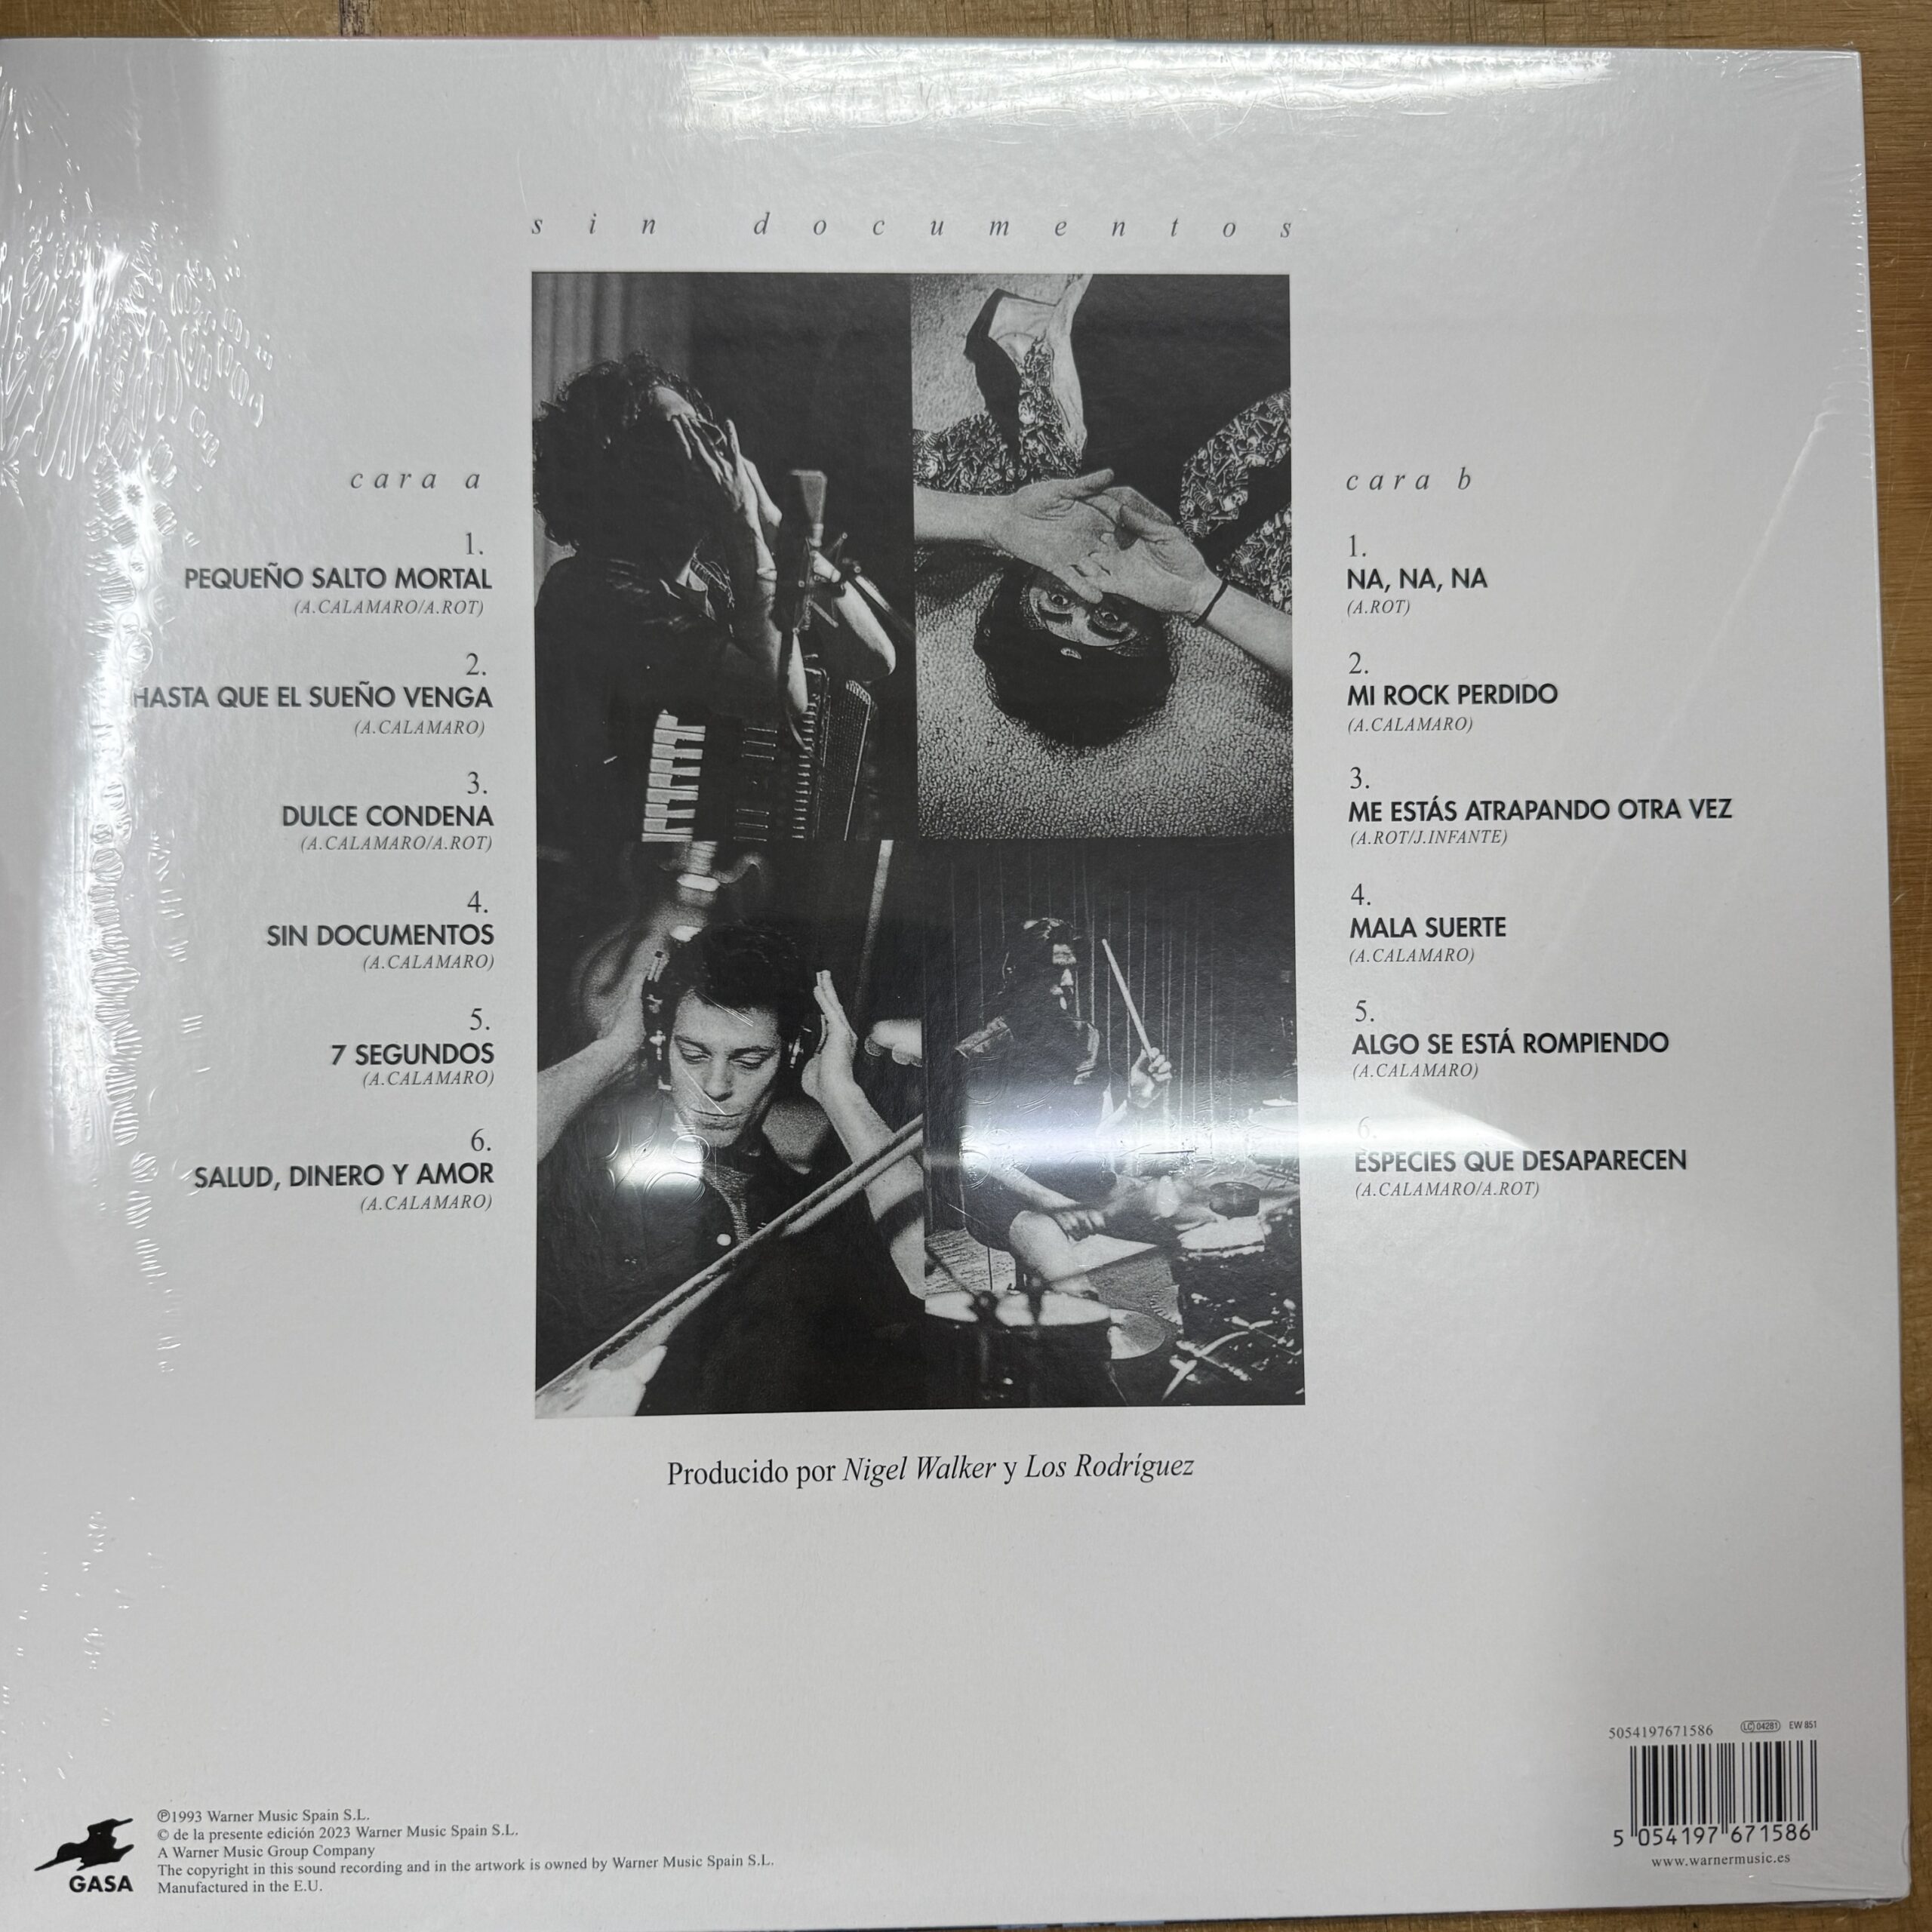 sin documentos
cara a
1.
PEQUEÑO SALTO MORTAL
(A.CALAMARO/A.ROT)
2.
HASTA QUE EL SUEÑO VENGA
(A.CALAMARO)
3.
DULCE CONDENA
(A.CALAMARO/A.ROT)
4.
SIN DOCUMENTOS
(A.CALAMARO)
5.
7 SEGUNDOS
(A.CALAMARO)
6.
SALUD, DINERO Y AMOR
(A.CALAMARO)
cara b
1.
NA, NA, NA
(A.ROT)
2.
MI ROCK PERDIDO
(A.CALAMARO)
3.
ME ESTÁS ATRAPANDO OTRA VEZ
(A.ROT/J.INFANTE)
4.
MALA SUERTE
(A.CALAMARO)
5.
ALGO SE ESTÁ ROMPIENDO
(A.CALAMARO)
6.
ESPECIES QUE DESAPARECEN
(A.CALAMARO/A.ROT)
Producido por Nigel Walker y Los Rodríguez
GASA
℗1993 Warner Music Spain S.L.
© de la presente edición 2023 Warner Music Spain S.L.
A Warner Music Group Company
The copyright in this sound recording and in the artwork is owned by Warner Music Spain S.L.
Manufactured in the E.U.
5054197671586 LC 04281 EW 851
5 054197 671586
www.warnermusic.es